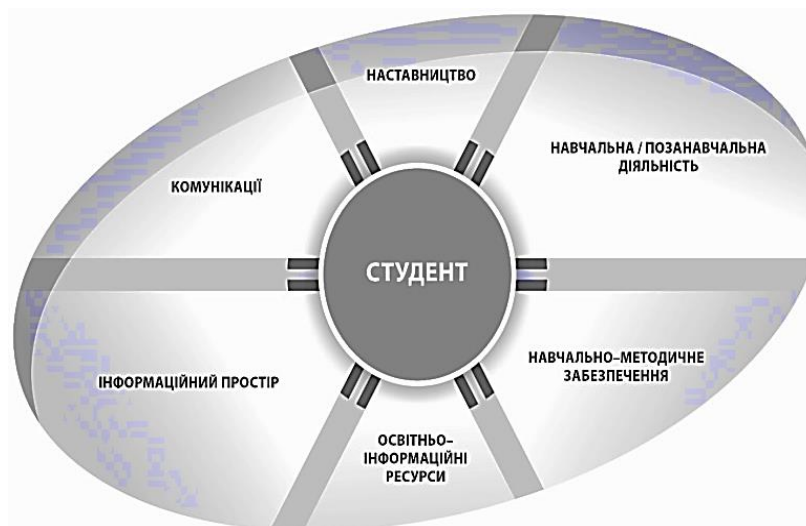 НАСТАВНИЦТВО
НАВЧАЛЬНА / ПОЗАНАВЧАЛЬНА
ДІЯЛЬНІСТЬ
КОМУНІКАЦІЇ
СТУДЕНТ
ІНФОРМАЦІЙНИЙ ПРОСТІР
НАВЧАЛЬНО–МЕТОДИЧНЕ
ЗАБЕЗПЕЧЕННЯ
ОСВІТНЬО–
ІНФОРМАЦІЙНІ
РЕСУРСИ